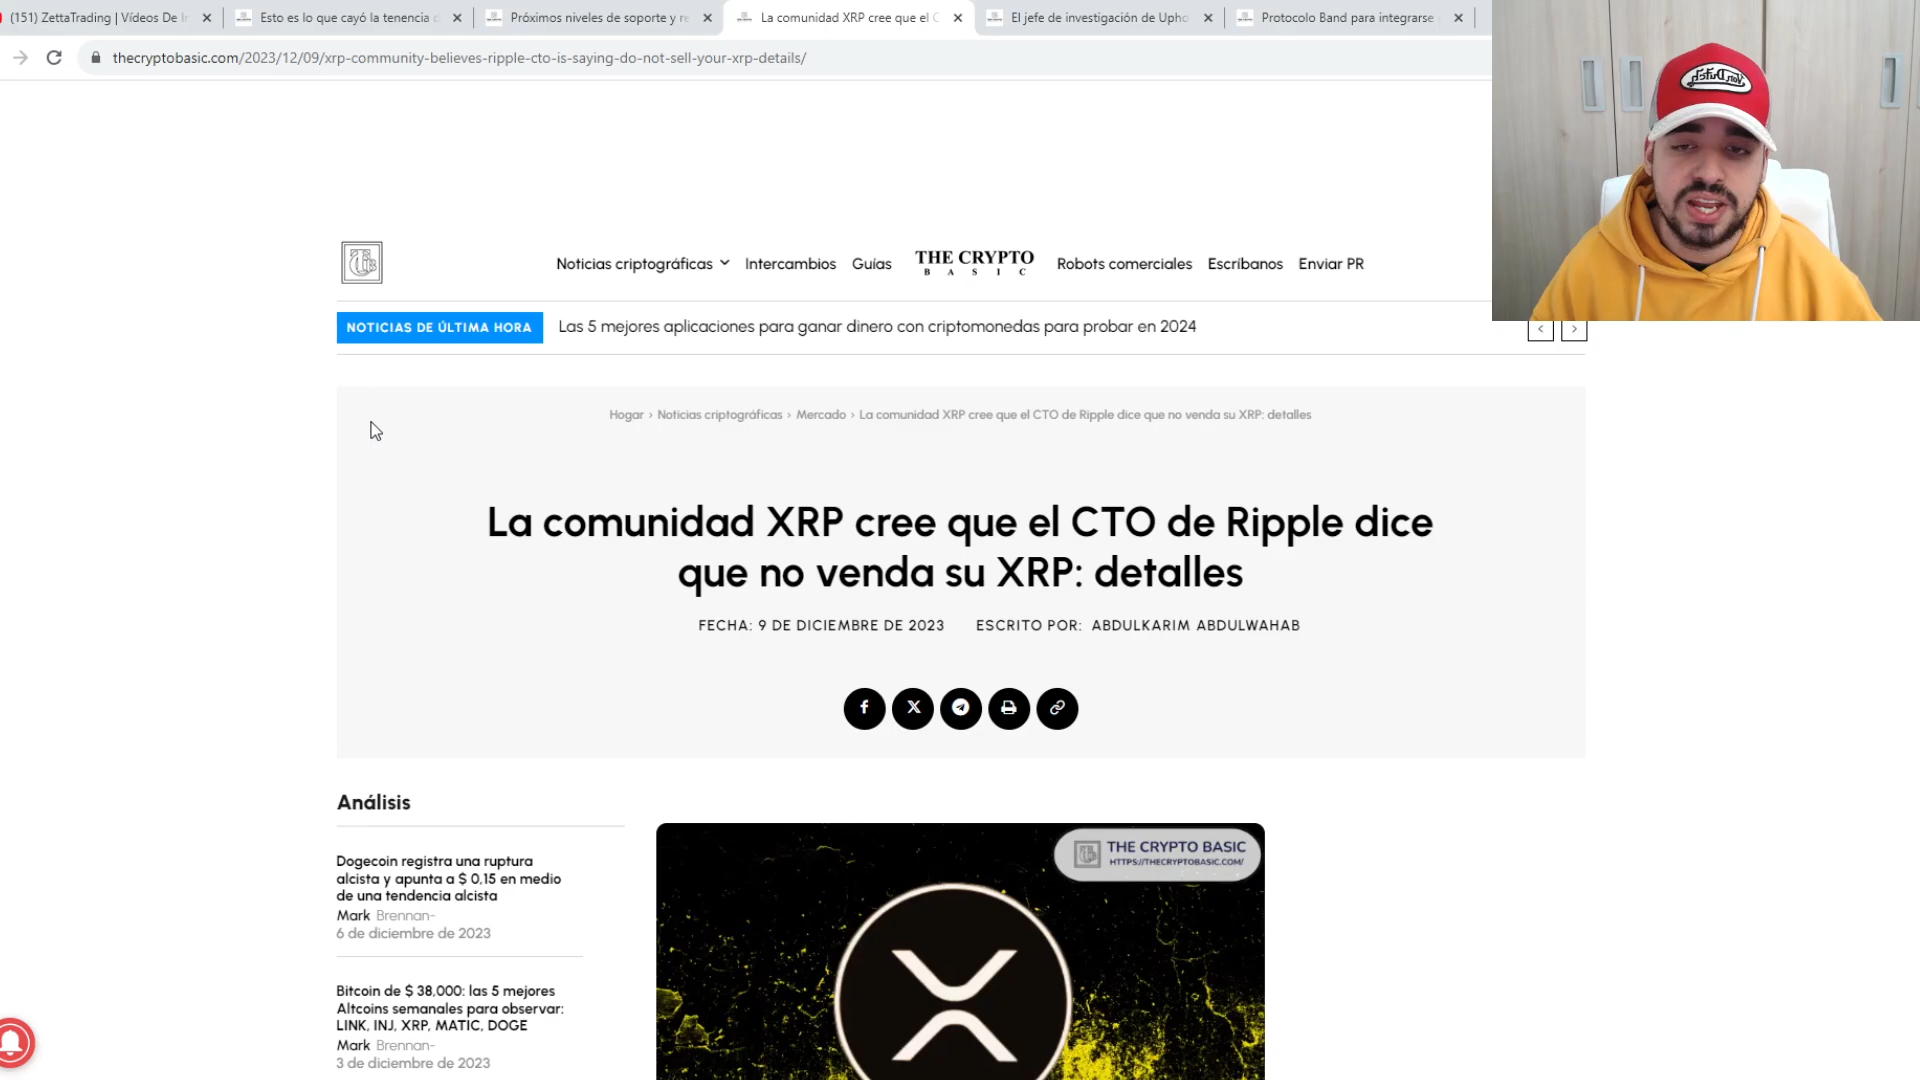 (151) ZettaTrading | Vídeos De In
Esto es lo que cayó la tenencia d
Próximos niveles de soporte y re
La comunidad XRP cree que el C
El jefe de investigación de Upho
Protocolo Band para integrarse
thecryptobasic.com/2023/12/09/xrp-community-believes-ripple-cto-is-saying-do-not-sell-your-xrp-details/
Von Dutch
Noticias criptográficas
Intercambios
Guías
THE CRYPTO
BASIC
Robots comerciales
Escríbanos
Enviar PR
NOTICIAS DE ÚLTIMA HORA
Las 5 mejores aplicaciones para ganar dinero con criptomonedas para probar en 2024
Hogar › Noticias criptográficas › Mercado › La comunidad XRP cree que el CTO de Ripple dice que no venda su XRP: detalles
La comunidad XRP cree que el CTO de Ripple dice
que no venda su XRP: detalles
FECHA: 9 DE DICIEMBRE DE 2023
ESCRITO POR: ABDULKARIM ABDULWAHAB
Análisis
Dogecoin registra una ruptura
alcista y apunta a $ 0,15 en medio
de una tendencia alcista
Mark Brennan-
6 de diciembre de 2023
Bitcoin de $ 38,000: las 5 mejores
Altcoins semanales para observar:
LINK, INJ, XRP, MATIC, DOGE
Mark Brennan-
3 de diciembre de 2023
THE CRYPTO BASIC
HTTPS://THECRYPTOBASIC.COM/